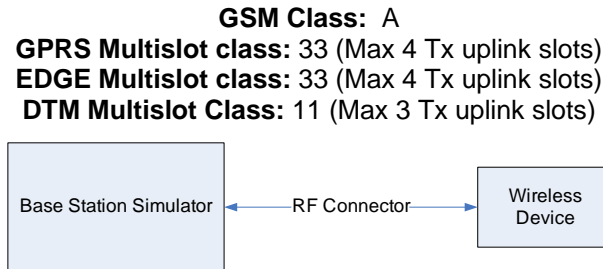 GSM Class: A
GPRS Multislot class: 33 (Max 4 Tx uplink slots)
EDGE Multislot class: 33 (Max 4 Tx uplink slots)
DTM Multislot Class: 11 (Max 3 Tx uplink slots)
Base Station Simulator
RF Connector
Wireless
Device